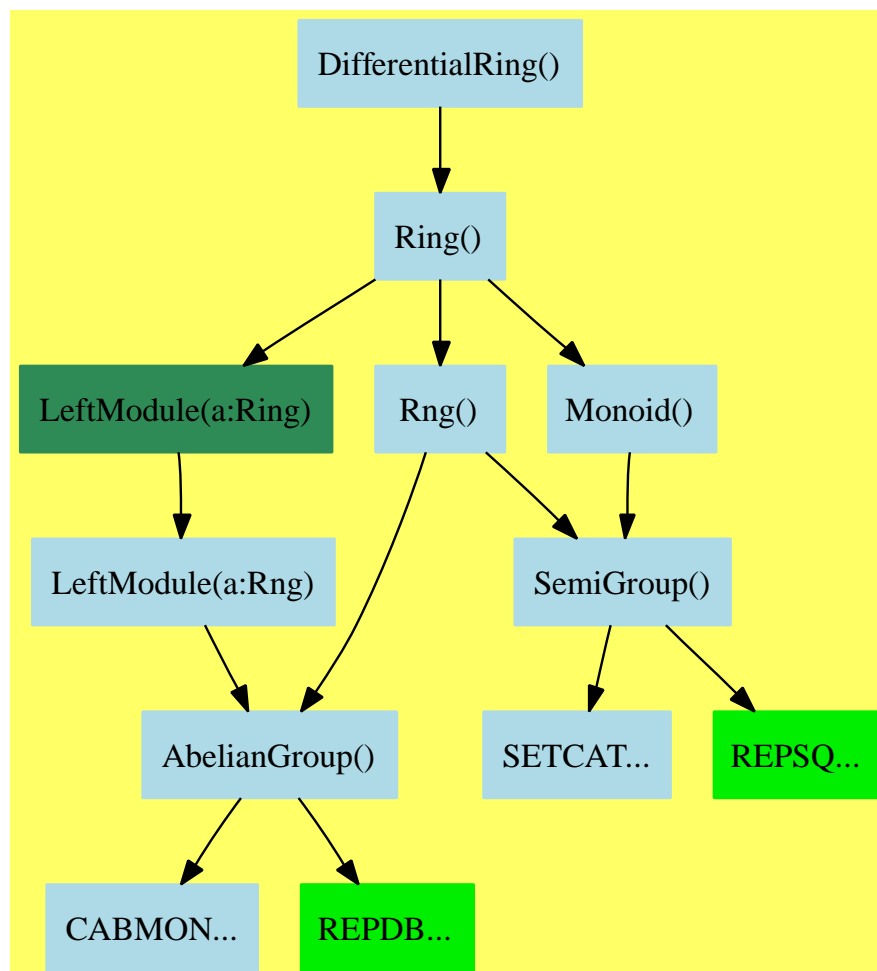 DifferentialRing()
Ring()
LeftModule(a:Ring)
Rng()
Monoid()
LeftModule(a:Rng)
SemiGroup()
AbelianGroup()
SETCAT...
REPSQ...
CABMON...
REPDB...